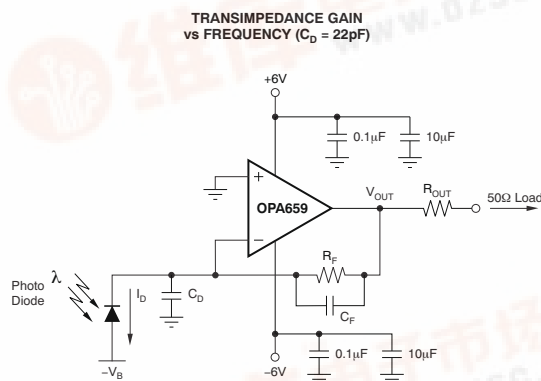 TRANSIMPEDANCE GAIN
vs FREQUENCY (C_D = 22pF)
+6V
0.1µF
10µF
+
OPA659
−
V_OUT
R_OUT
50Ω Load
R_F
C_F
Photo
Diode
λ
I_D
C_D
−V_B
−6V
0.1µF
10µF